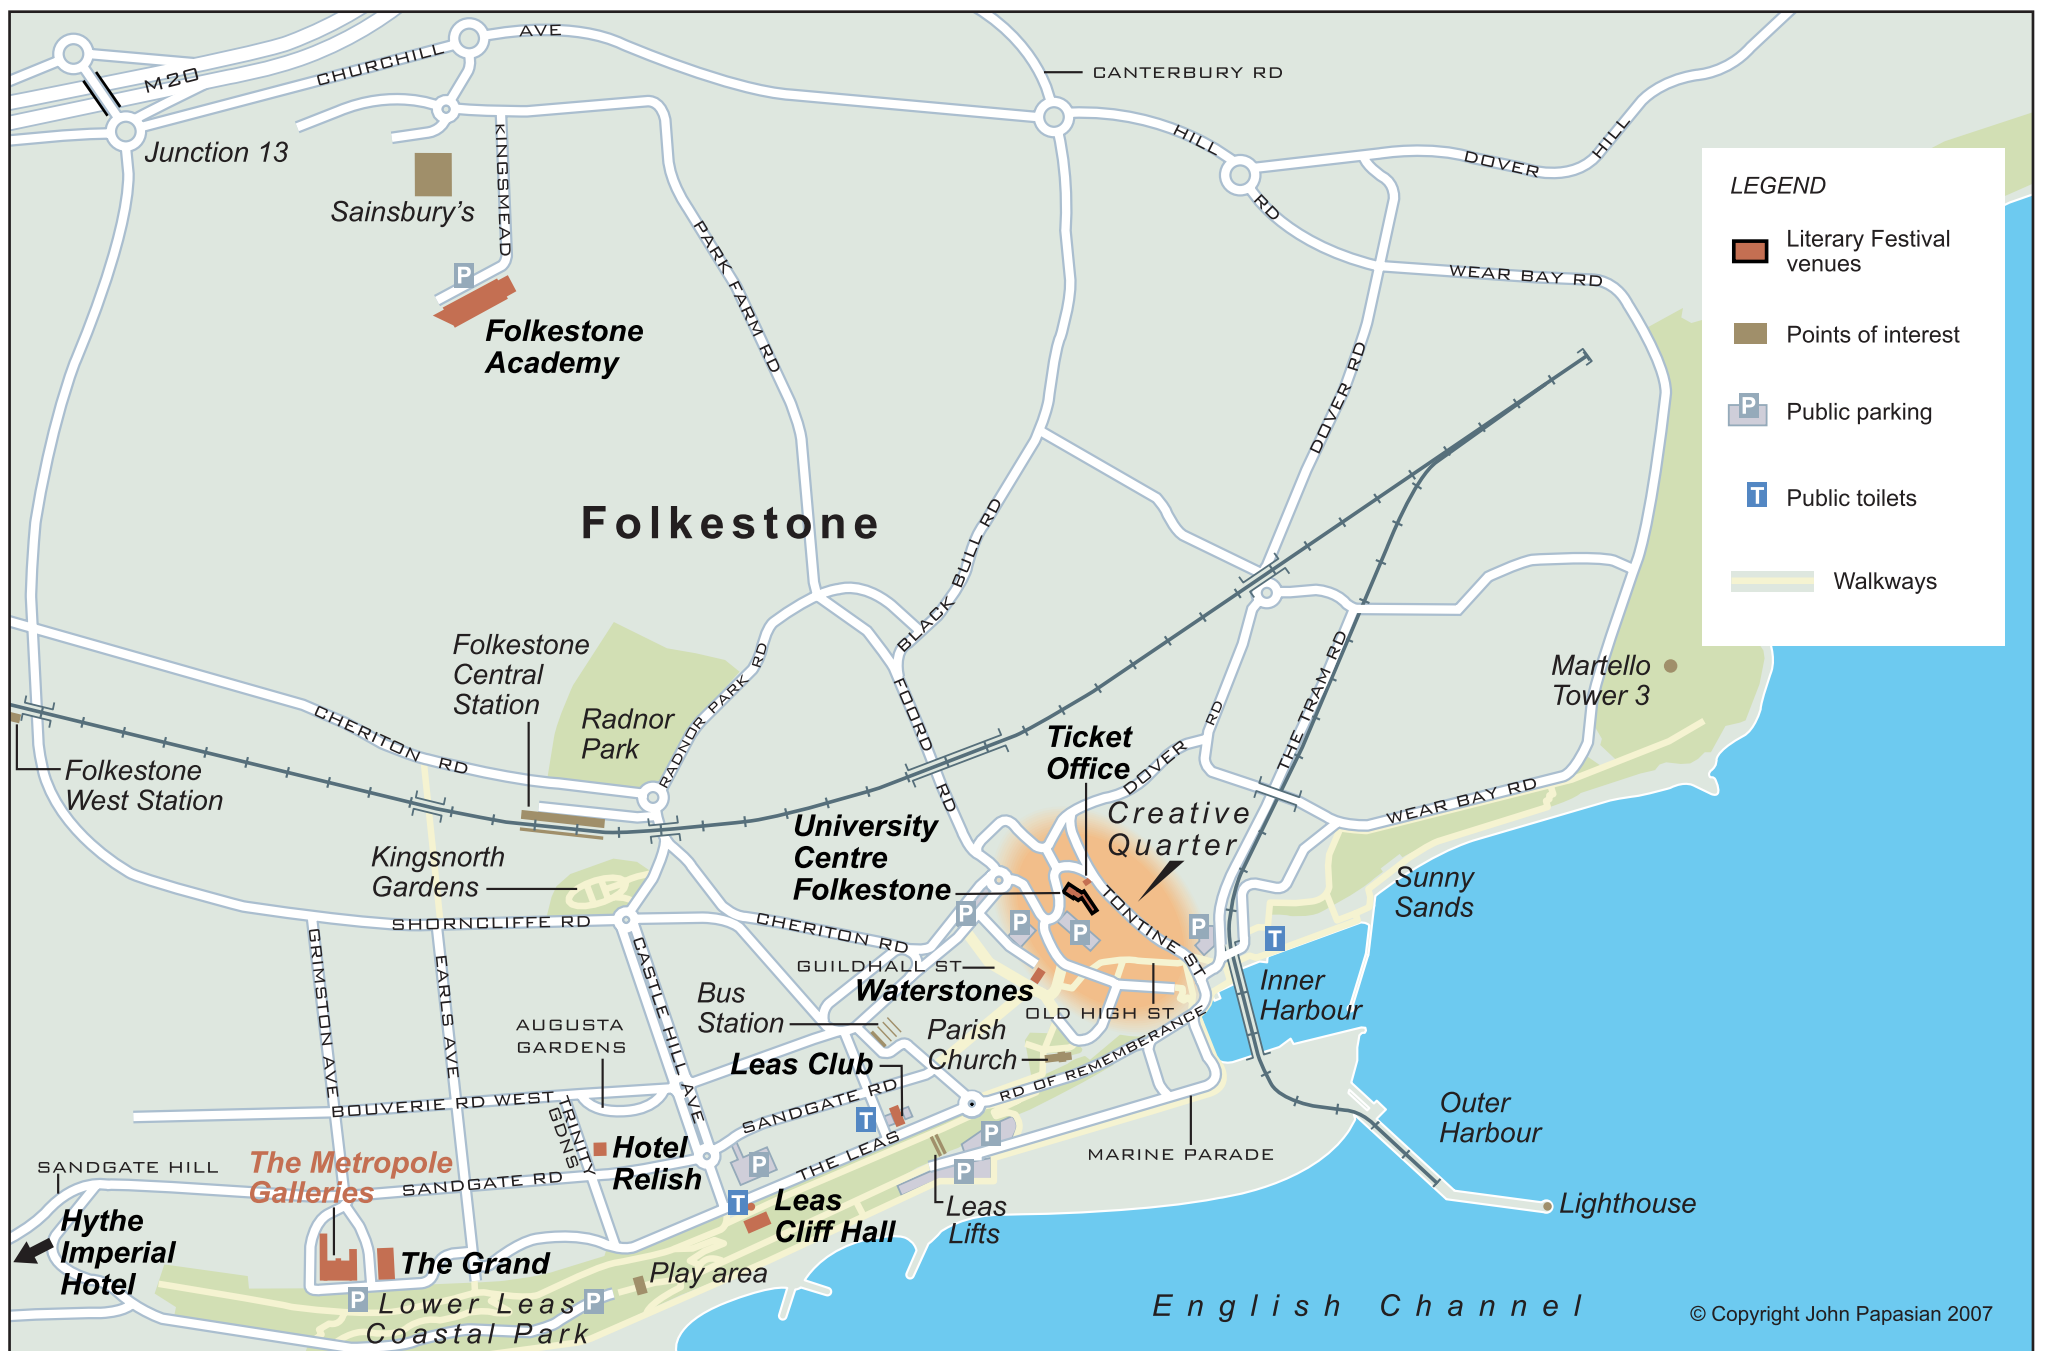 AVE
M20
CHURCHILL
CANTERBURY RD
Junction 13
KINGSMEAD
HILL
RD
DOVER
HILL
Sainsbury's
P
Folkestone
Academy
PARK FARM RD
WEAR BAY RD
DOVER RD
LEGEND
Literary Festival
venues
Points of interest
P
Public parking
T
Public toilets
Walkways
Folkestone
BLACK BULL RD
Folkestone
Central
Station
Radnor
Park
RADNOR PARK RD
FOORD
RD
CHERITON RD
Folkestone
West Station
THE TRAM RD
Martello
Tower 3
Ticket
Office
DOVER
RD
Creative
Quarter
WEAR BAY RD
University
Centre
Folkestone
Kingsnorth
Gardens
Sunny
Sands
SHORNCLIFFE RD
CHERITON RD
P
P
P
P
T
TONTINE ST
GRIMSTON AVE
EARLS AVE
CASTLE HILL AVE
GUILDHALL ST
Waterstones
Inner
Harbour
Bus
Station
OLD HIGH ST
AUGUSTA
GARDENS
Parish
Church
Leas Club
RD OF REMEMBERANCE
BOUVERIE RD WEST
TRINITY
GDNS
SANDGATE RD
T
P
Outer
Harbour
Hotel
Relish
THE LEAS
MARINE PARADE
SANDGATE HILL
The Metropole
Galleries
SANDGATE RD
P
P
T
Leas
Cliff Hall
Leas
Lifts
Lighthouse
Hythe
Imperial
Hotel
The Grand
Play area
P
P
Lower Leas
Coastal Park
English Channel
© Copyright John Papasian 2007